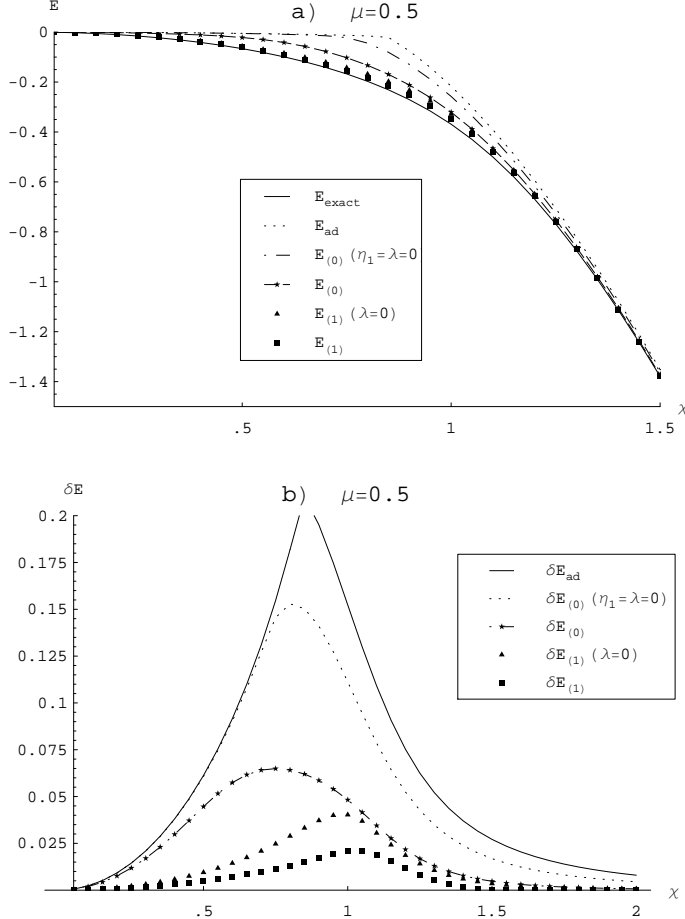 a) μ=0.5
E
0
-0.2
-0.4
-0.6
-0.8
-1
-1.2
-1.4
E_exact
E_ad
E_(0) (η_1=λ=0)
E_(0)
E_(1) (λ=0)
E_(1)
.5
1
1.5
χ
b) μ=0.5
δE
0.2
0.175
0.15
0.125
0.1
0.075
0.05
0.025
δE_ad
δE_(0) (η_1=λ=0)
δE_(0)
δE_(1) (λ=0)
δE_(1)
.5
1
1.5
2
χ